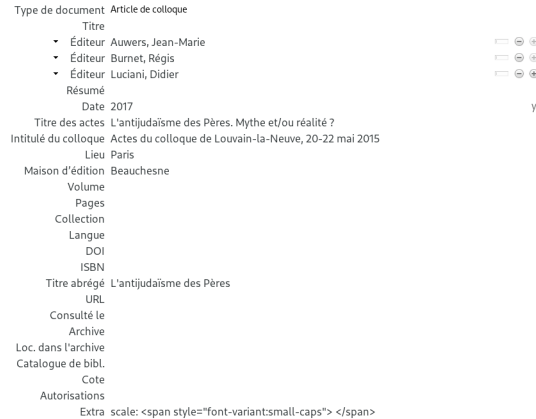 Type de document Article de colloque
Titre
Éditeur Auwers, Jean-Marie
Éditeur Burnet, Régis
Éditeur Luciani, Didier
Résumé
Date 2017 y
Titre des actes L'antijudaïsme des Pères. Mythe et/ou réalité ?
Intitulé du colloque Actes du colloque de Louvain-la-Neuve, 20-22 mai 2015
Lieu Paris
Maison d'édition Beauchesne
Volume
Pages
Collection
Langue
DOI
ISBN
Titre abrégé L'antijudaïsme des Pères
URL
Consulté le
Archive
Loc. dans l'archive
Catalogue de bibl.
Cote
Autorisations
Extra scale: <span style="font-variant:small-caps"> </span>